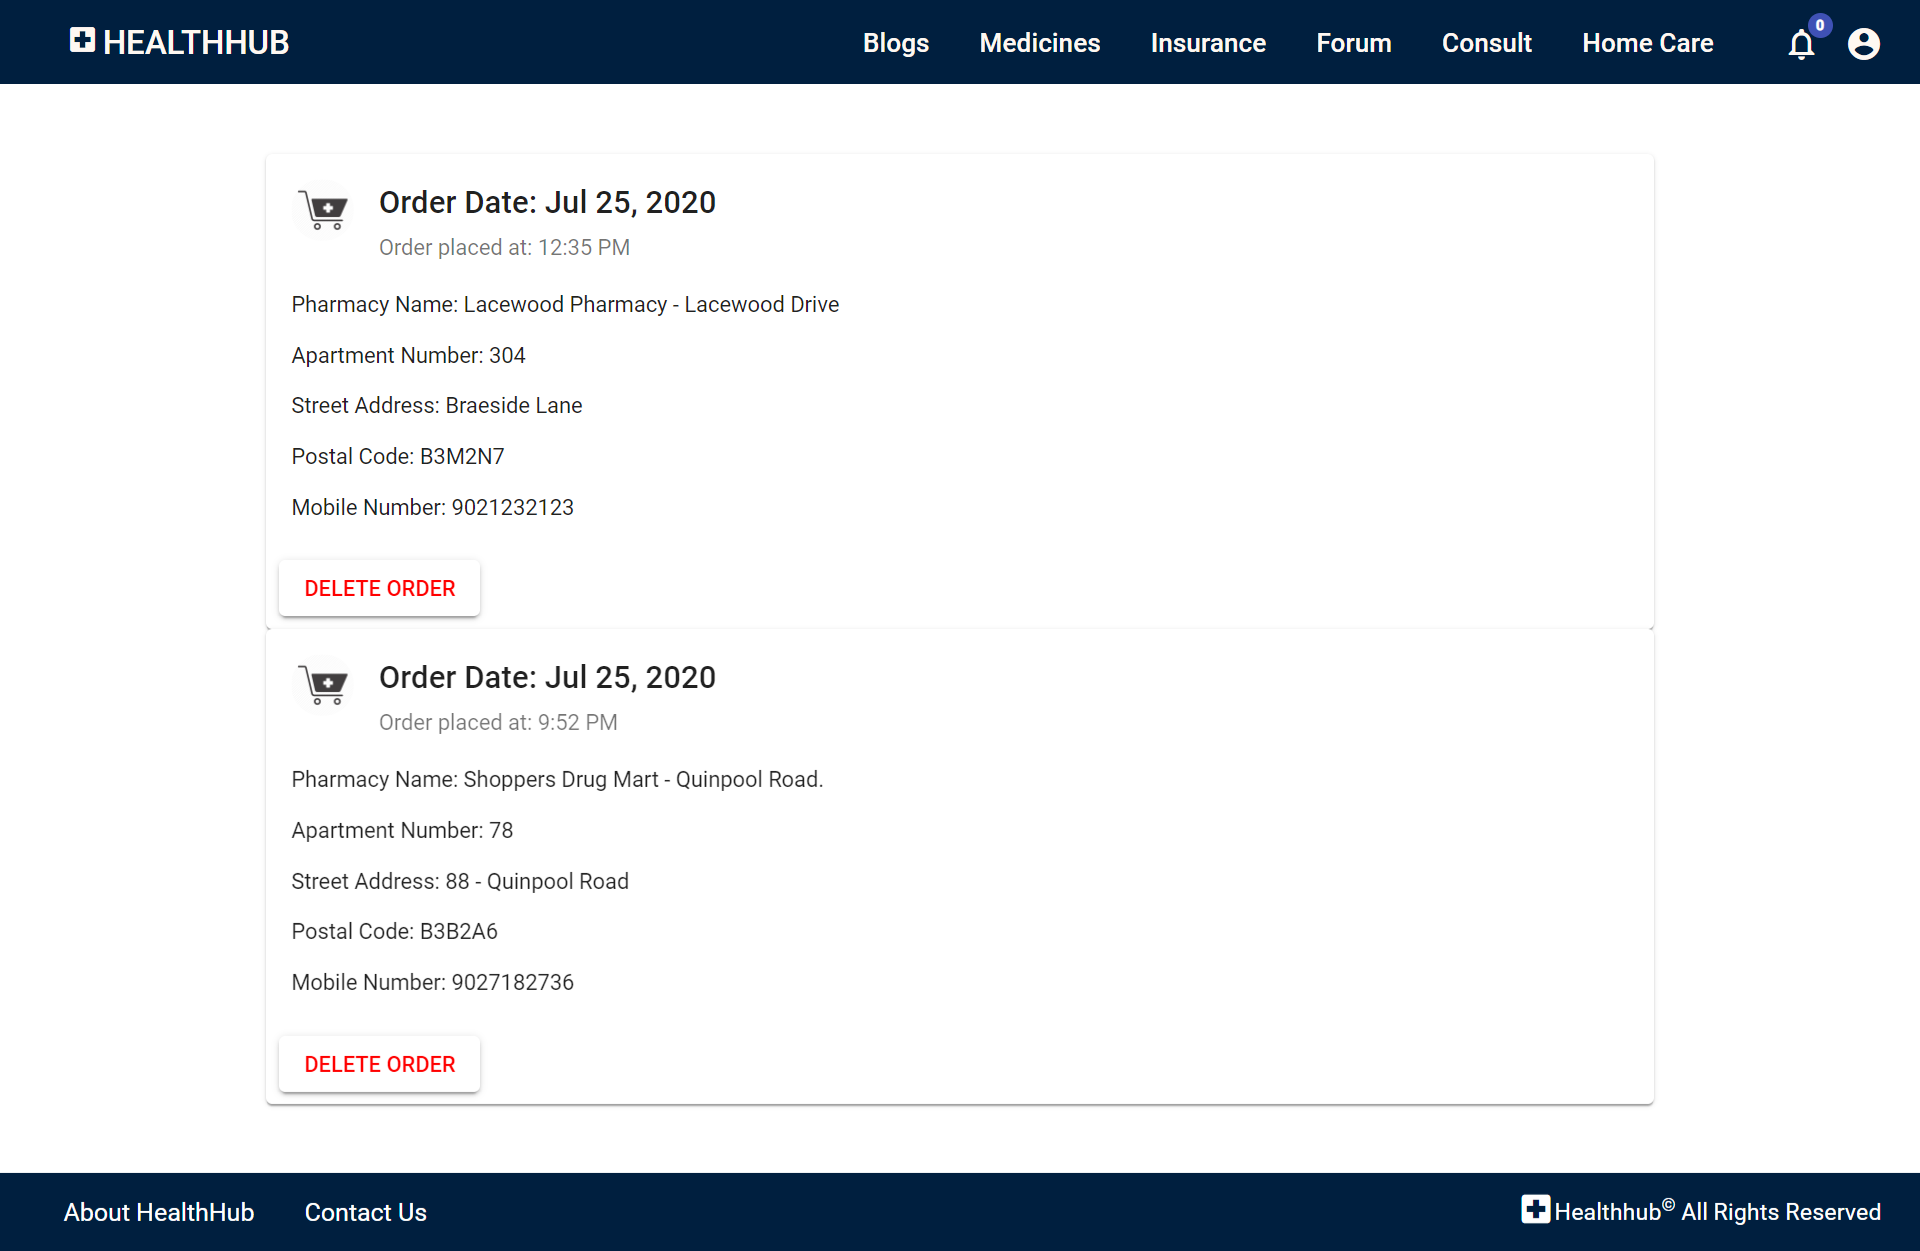 HEALTHHUB
Blogs Medicines Insurance Forum Consult Home Care 0
Order Date: Jul 25, 2020
Order placed at: 12:35 PM
Pharmacy Name: Lacewood Pharmacy - Lacewood Drive
Apartment Number: 304
Street Address: Braeside Lane
Postal Code: B3M2N7
Mobile Number: 9021232123
DELETE ORDER
Order Date: Jul 25, 2020
Order placed at: 9:52 PM
Pharmacy Name: Shoppers Drug Mart - Quinpool Road.
Apartment Number: 78
Street Address: 88 - Quinpool Road
Postal Code: B3B2A6
Mobile Number: 9027182736
DELETE ORDER
About HealthHub Contact Us Healthhub© All Rights Reserved